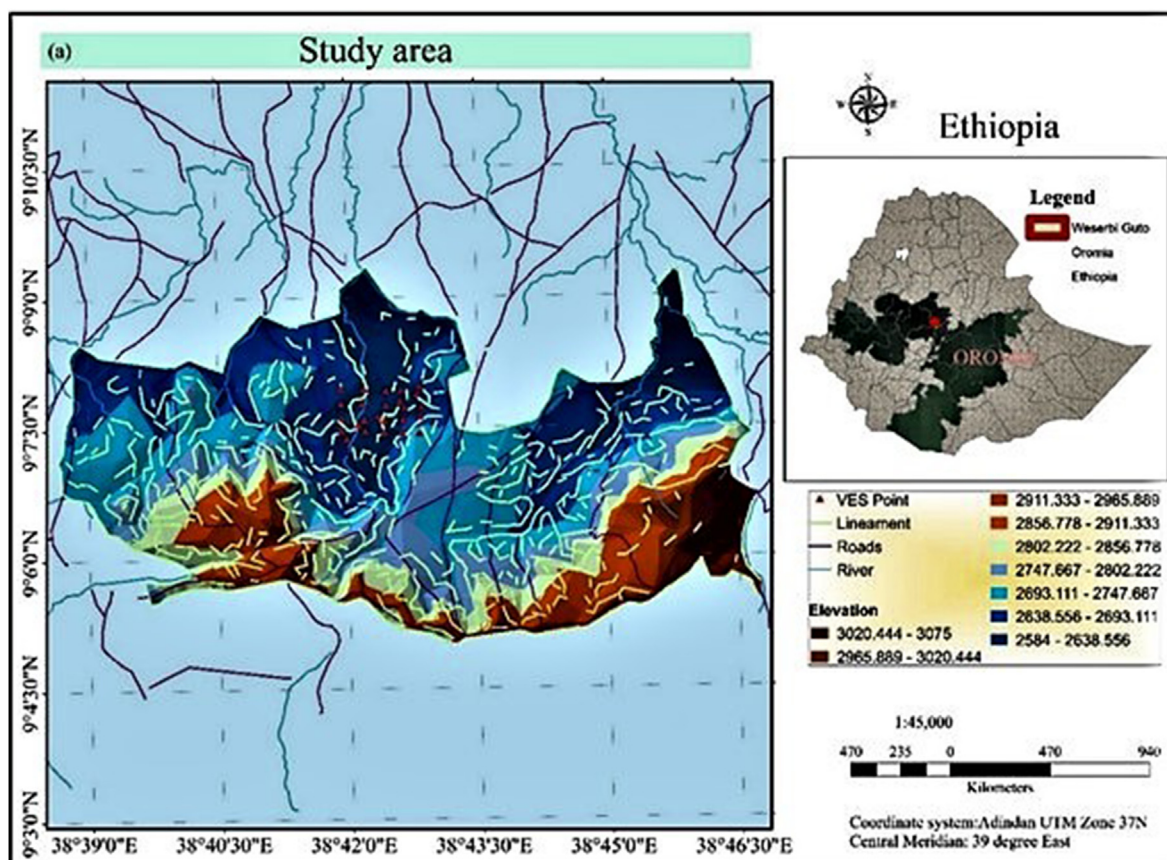 (a)
Study area
Ethiopia
N
W E
S
Legend
Weserbi Guto
Oromia
Ethiopia
9°10'30"N
9°9'0"N
9°7'30"N
9°6'0"N
9°4'30"N
9°3'0"N
38°39'0"E 38°40'30"E 38°42'0"E 38°43'30"E 38°45'0"E 38°46'30"E
VES Point
Lineament
Roads
River
Elevation
3020.444 - 3075
2965.889 - 3020.444
2911.333 - 2965.889
2856.778 - 2911.333
2802.222 - 2856.778
2747.667 - 2802.222
2693.111 - 2747.667
2638.556 - 2693.111
2584 - 2638.556
1:45,000
470 235 0 470 940
Kilometers
Coordinate system:Adindan UTM Zone 37N
Central Meridian: 39 degree East